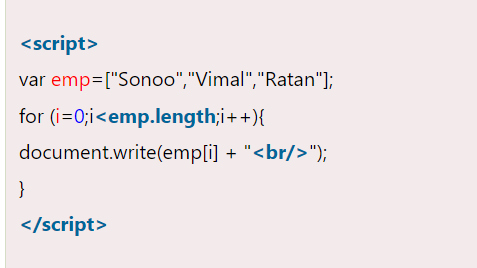 <script>
var emp=["Sonoo","Vimal","Ratan"];
for (i=0;i<emp.length;i++){
document.write(emp[i] + "<br/>");
}
</script>